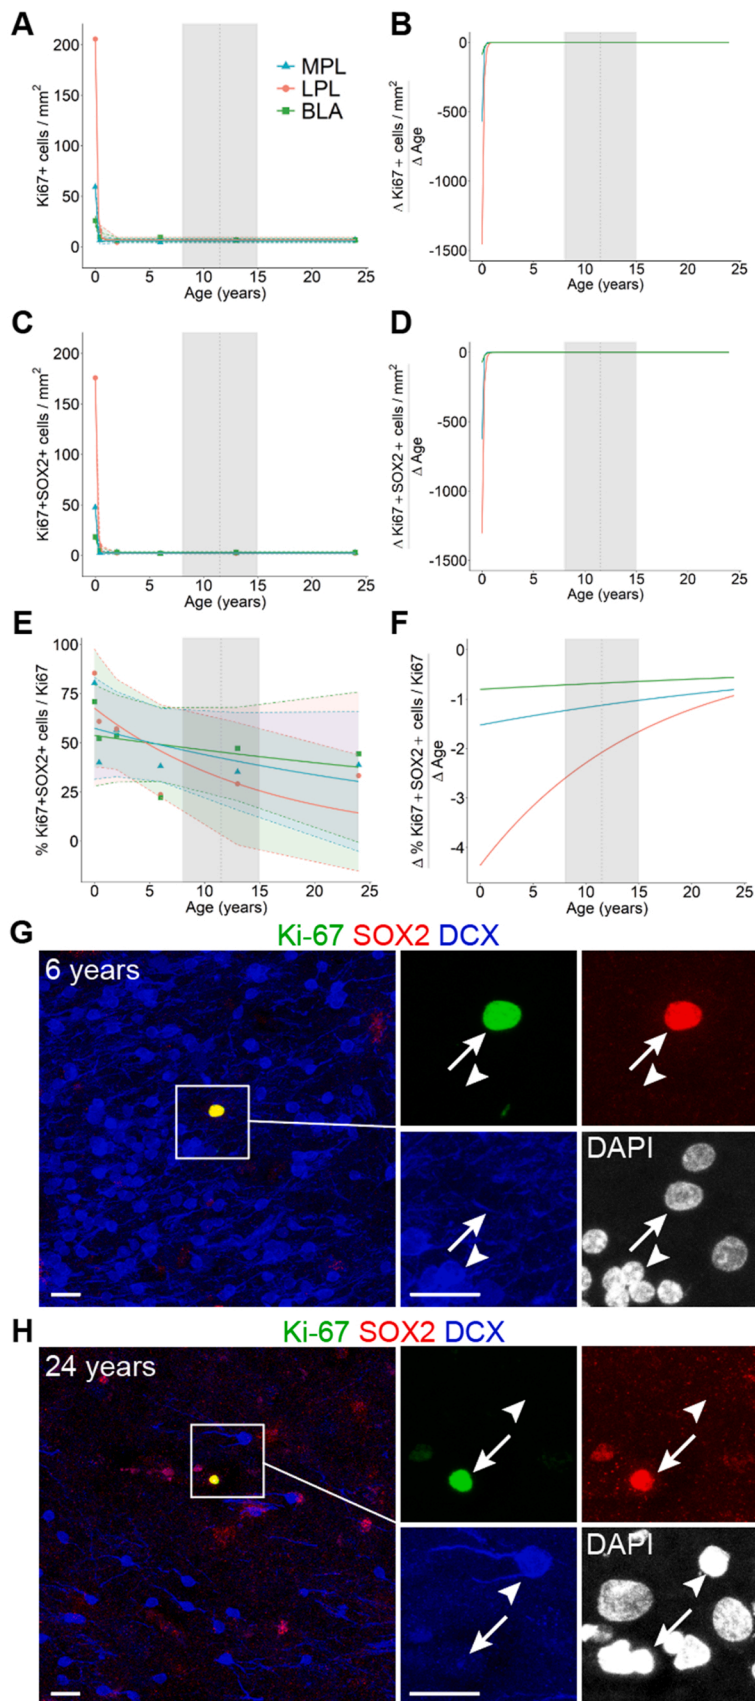 A
Ki67+ cells / mm²
200
150
100
50
0
MPL
LPL
BLA
0 5 10 15 20 25
Age (years)
B
Δ Ki67+ cells / mm²
Δ Age
0
-500
-1000
-1500
0 5 10 15 20 25
Age (years)
C
Ki67+SOX2+ cells / mm²
200
150
100
50
0
0 5 10 15 20 25
Age (years)
D
Δ Ki67+SOX2+ cells / mm²
Δ Age
0
-500
-1000
-1500
0 5 10 15 20 25
Age (years)
E
% Ki67+SOX2+ cells / Ki67
100
75
50
25
0
0 5 10 15 20 25
Age (years)
F
Δ % Ki67+SOX2+ cells / Ki67
Δ Age
0
-1
-2
-3
-4
0 5 10 15 20 25
Age (years)
G
Ki-67 SOX2 DCX
6 years
DAPI
H
Ki-67 SOX2 DCX
24 years
DAPI